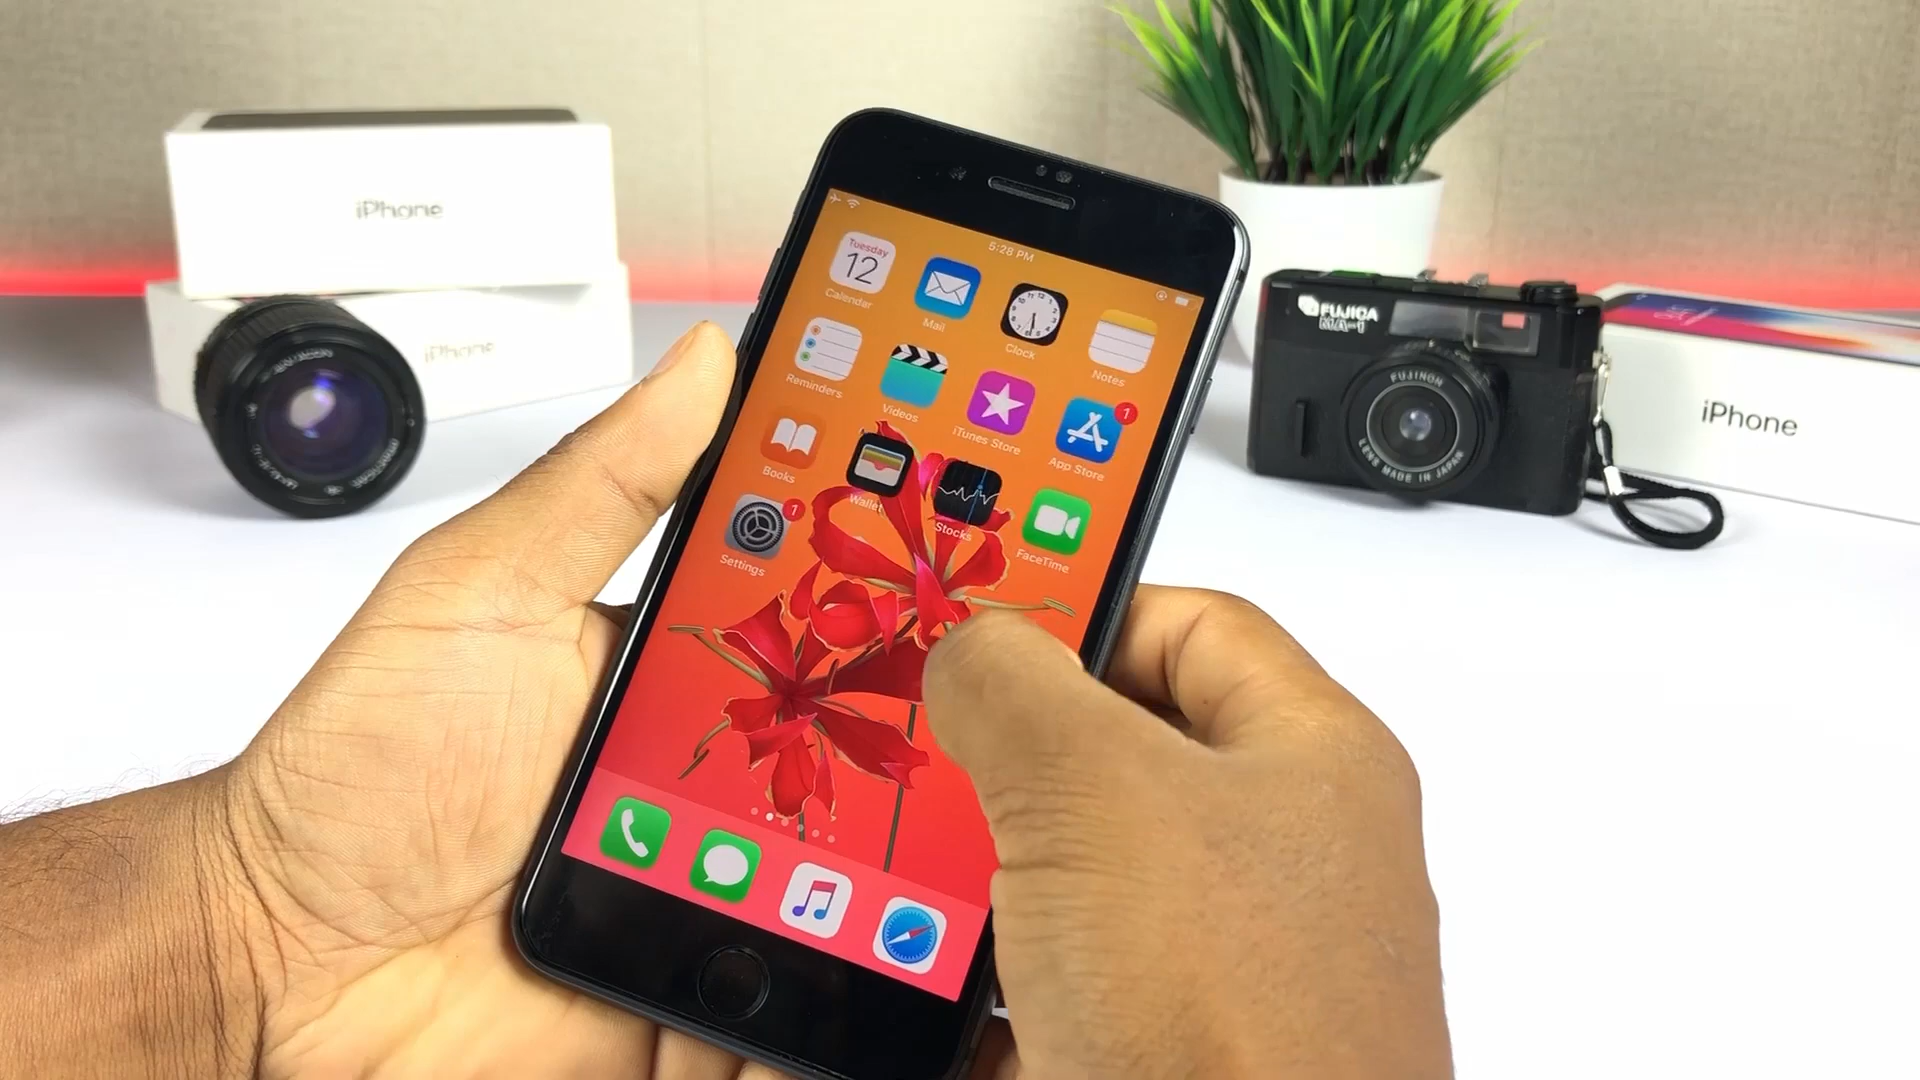 iPhone
iPhone
5:28 PM
Tuesday
12
Calendar
Mail
Clock
Notes
Reminders
Videos
iTunes Store
1
App Store
Books
Wallet
Stocks
FaceTime
1
Settings
FUJICA
MA-1
FUJINON
LENS MADE IN JAPAN
iPhone